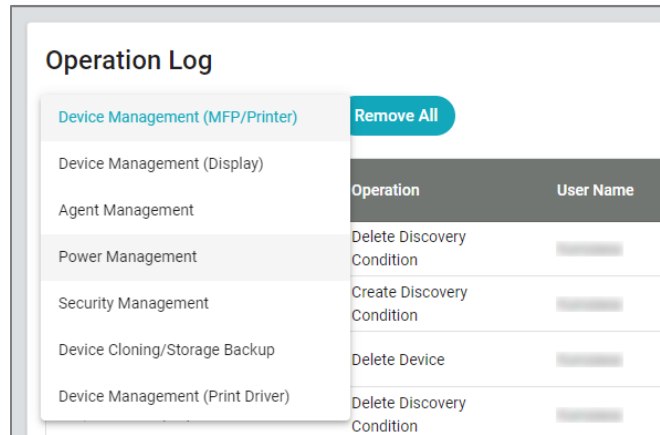 Operation Log
Device Management (MFP/Printer)
Remove All
Device Management (Display)
Agent Management
Power Management
Security Management
Device Cloning/Storage Backup
Device Management (Print Driver)
Operation
User Name
Delete Discovery
Condition
Create Discovery
Condition
Delete Device
Delete Discovery
Condition